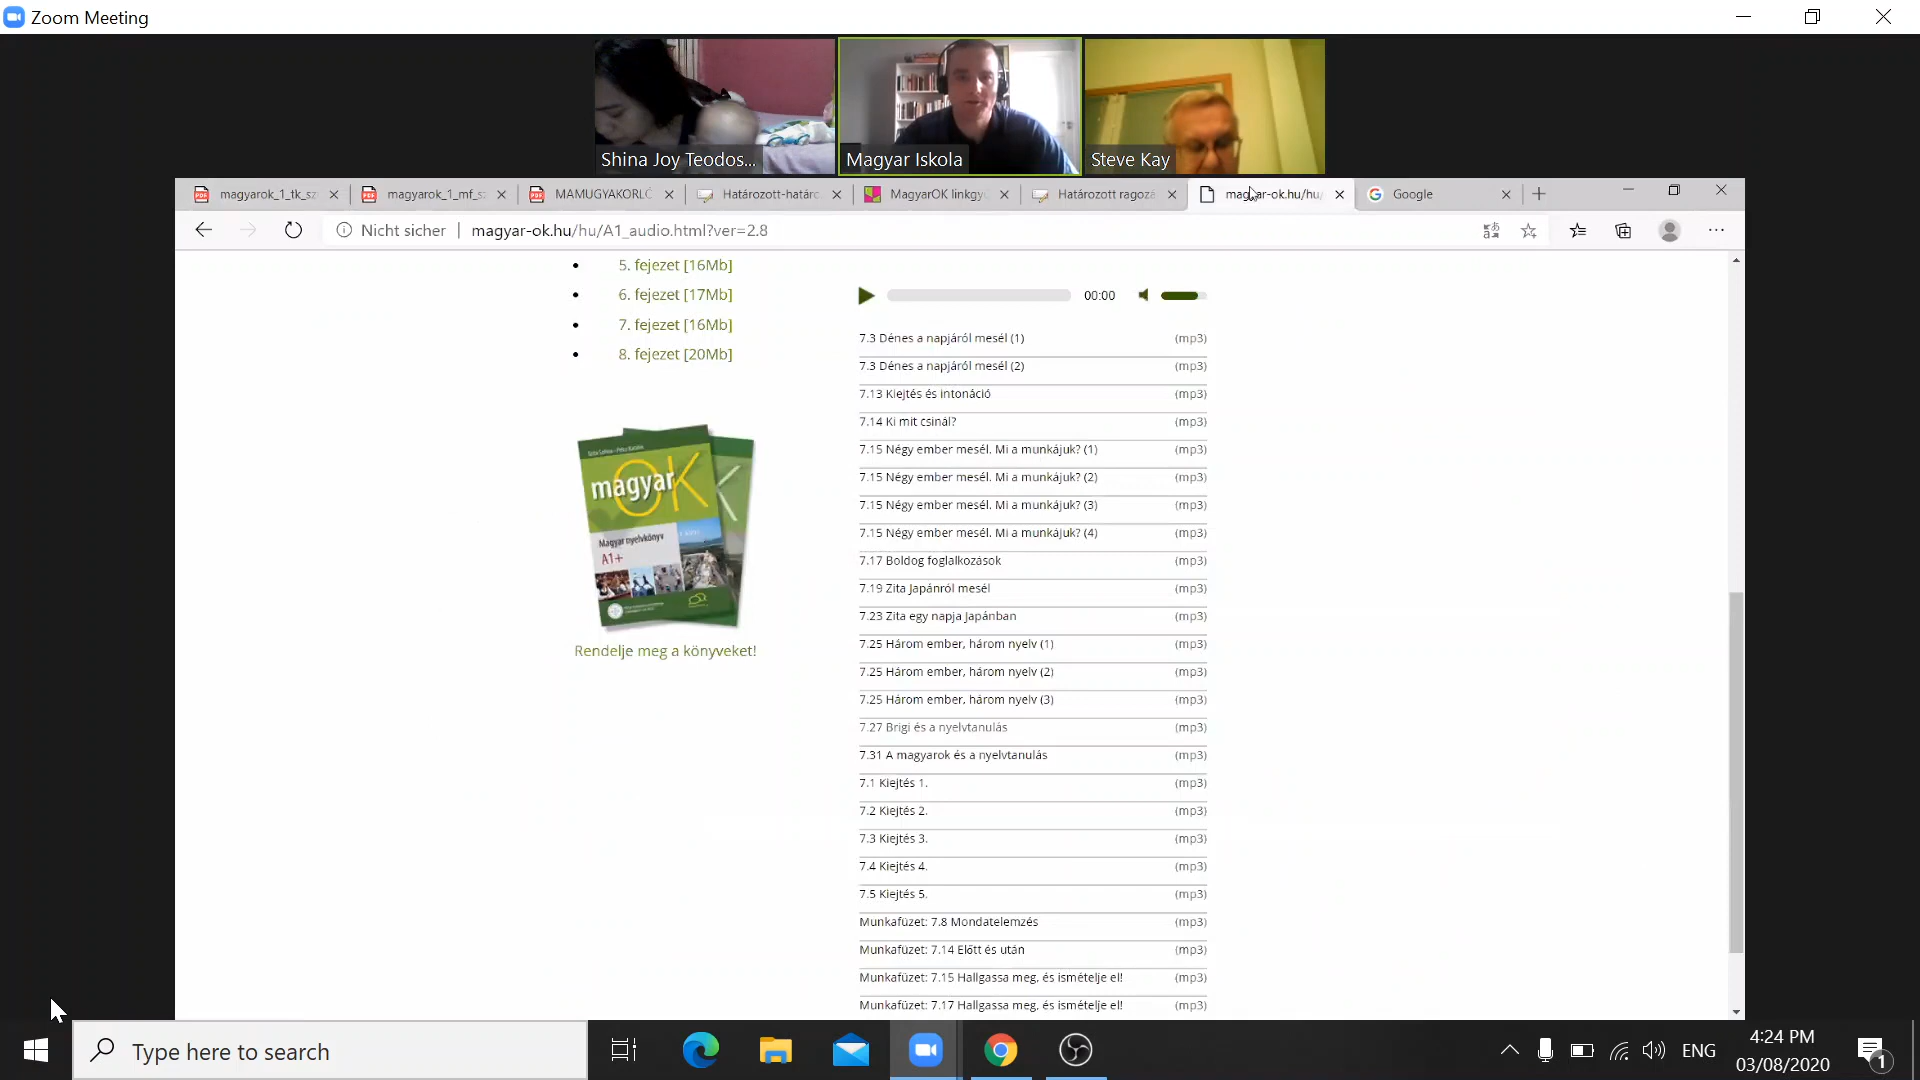 Zoom Meeting
Shina Joy Teodos...
Magyar Iskola
Steve Kay
magyarok_1_tk_sz
magyarok_1_mf_s
MAMUGYAKORLO
Határozott-határo
MagyarOK linkgy
Határozott ragozá
magyar-ok.hu/hu/
Google
Nicht sicher
magyar-ok.hu/hu/A1_audio.html?ver=2.8
5. fejezet [16Mb]
6. fejezet [17Mb]
7. fejezet [16Mb]
8. fejezet [20Mb]
magyar
OK
Magyar nyelvkönyv
A1+
Rendelje meg a könyveket!
00:00
7.3 Dénes a napjáról mesél (1) (mp3)
7.3 Dénes a napjáról mesél (2) (mp3)
7.13 Kiejtés és intonáció (mp3)
7.14 Ki mit csinál? (mp3)
7.15 Négy ember mesél. Mi a munkájuk? (1) (mp3)
7.15 Négy ember mesél. Mi a munkájuk? (2) (mp3)
7.15 Négy ember mesél. Mi a munkájuk? (3) (mp3)
7.15 Négy ember mesél. Mi a munkájuk? (4) (mp3)
7.17 Boldog foglalkozások (mp3)
7.19 Zita Japánról mesél (mp3)
7.23 Zita egy napja Japánban (mp3)
7.25 Három ember, három nyelv (1) (mp3)
7.25 Három ember, három nyelv (2) (mp3)
7.25 Három ember, három nyelv (3) (mp3)
7.27 Brigi és a nyelvtanulás (mp3)
7.31 A magyarok és a nyelvtanulás (mp3)
7.1 Kiejtés 1. (mp3)
7.2 Kiejtés 2. (mp3)
7.3 Kiejtés 3. (mp3)
7.4 Kiejtés 4. (mp3)
7.5 Kiejtés 5. (mp3)
Munkafüzet: 7.8 Mondatelemzés (mp3)
Munkafüzet: 7.14 Előtt és után (mp3)
Munkafüzet: 7.15 Hallgassa meg, és ismételje el! (mp3)
Munkafüzet: 7.17 Hallgassa meg, és ismételje el! (mp3)
Type here to search
ENG
4:24 PM
03/08/2020
1